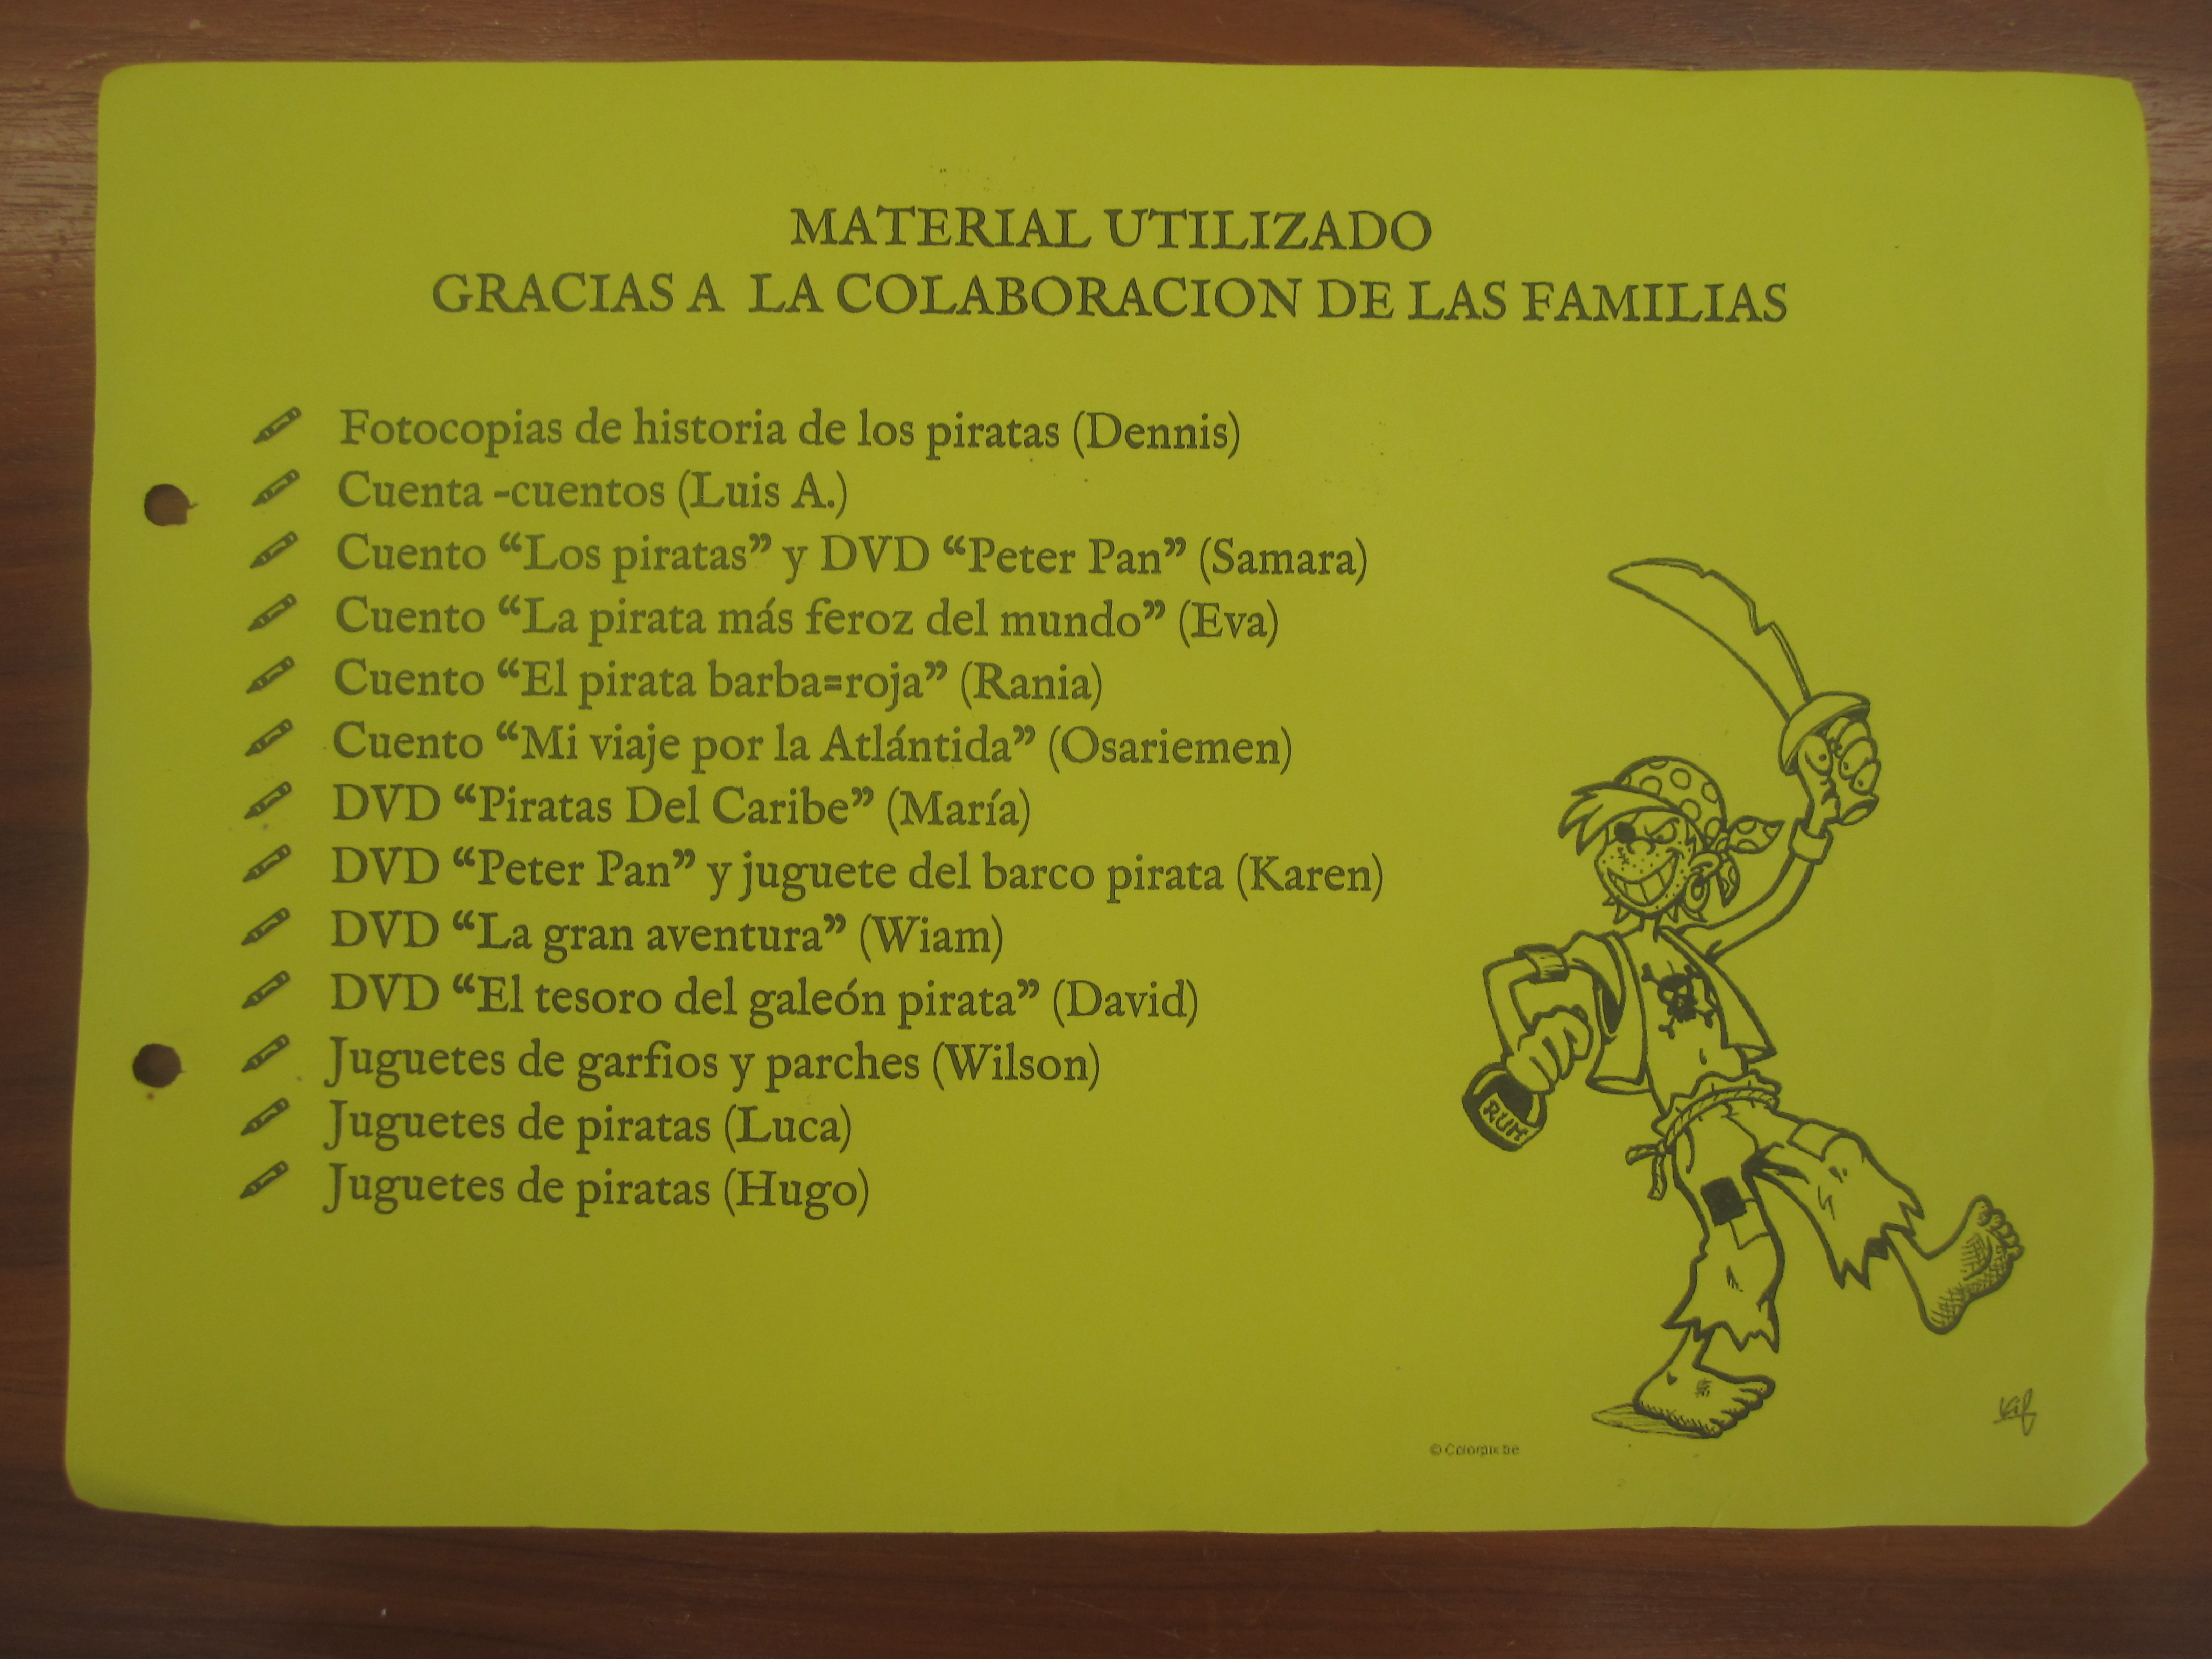 MATERIAL UTILIZADO
GRACIAS A LA COLABORACION DE LAS FAMILIAS
Fotocopias de historia de los piratas (Dennis)
Cuenta -cuentos (Luis A.)
Cuento “Los piratas” y DVD “Peter Pan” (Samara)
Cuento “La pirata más feroz del mundo” (Eva)
Cuento “El pirata barba=roja” (Rania)
Cuento “Mi viaje por la Atlántida” (Osariemen)
DVD “Piratas Del Caribe” (María)
DVD “Peter Pan” y juguete del barco pirata (Karen)
DVD “La gran aventura” (Wiam)
DVD “El tesoro del galeón pirata” (David)
Juguetes de garfios y parches (Wilson)
Juguetes de piratas (Luca)
Juguetes de piratas (Hugo)
RUM
© Colorpix.be